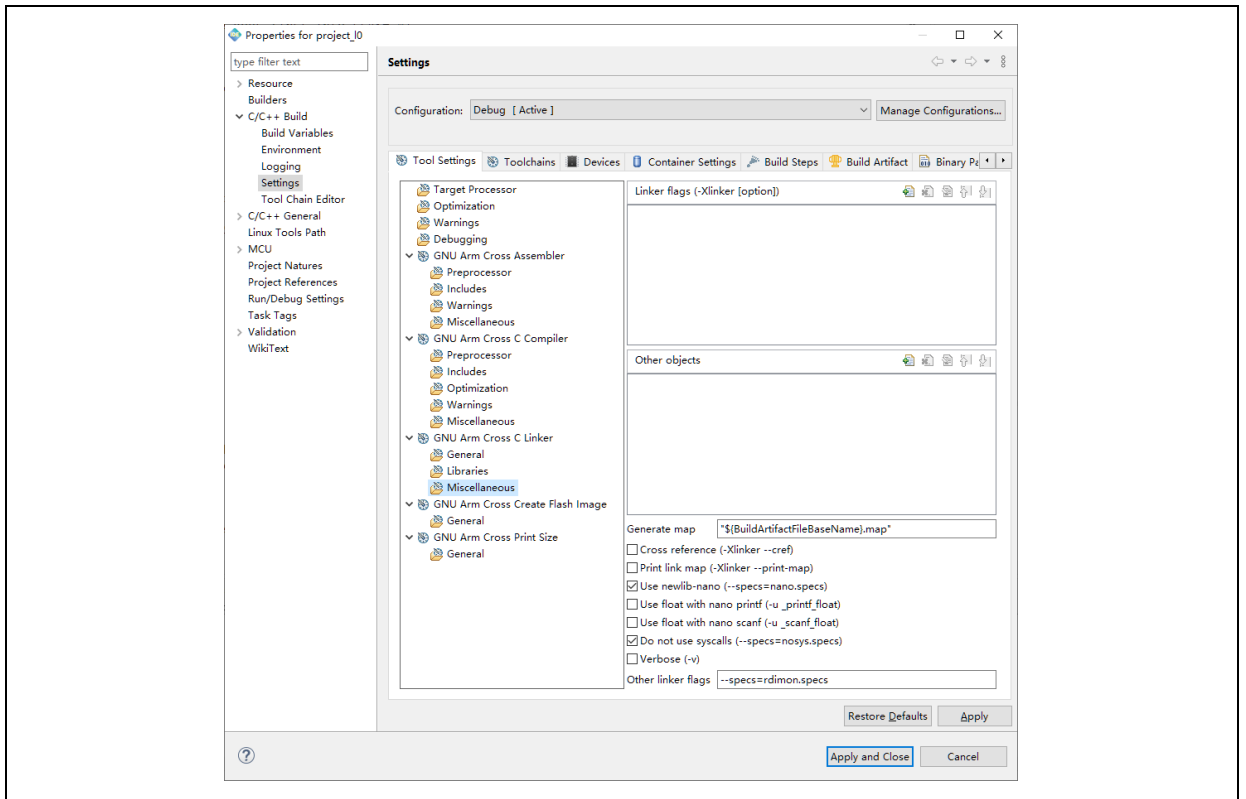 Properties for project_l0
type filter text
Resource
Builders
C/C++ Build
Build Variables
Environment
Logging
Settings
Tool Chain Editor
C/C++ General
Linux Tools Path
MCU
Project Natures
Project References
Run/Debug Settings
Task Tags
Validation
WikiText
Settings
Configuration: Debug [ Active ] Manage Configurations...
Tool Settings Toolchains Devices Container Settings Build Steps Build Artifact Binary Pa
Target Processor
Optimization
Warnings
Debugging
GNU Arm Cross Assembler
Preprocessor
Includes
Warnings
Miscellaneous
GNU Arm Cross C Compiler
Preprocessor
Includes
Optimization
Warnings
Miscellaneous
GNU Arm Cross C Linker
General
Libraries
Miscellaneous
GNU Arm Cross Create Flash Image
General
GNU Arm Cross Print Size
General
Linker flags (-Xlinker [option])
Other objects
Generate map "${BuildArtifactFileBaseName}.map"
Cross reference (-Xlinker --cref)
Print link map (-Xlinker --print-map)
Use newlib-nano (--specs=nano.specs)
Use float with nano printf (-u _printf_float)
Use float with nano scanf (-u _scanf_float)
Do not use syscalls (--specs=nosys.specs)
Verbose (-v)
Other linker flags --specs=rdimon.specs
Restore Defaults Apply
? Apply and Close Cancel